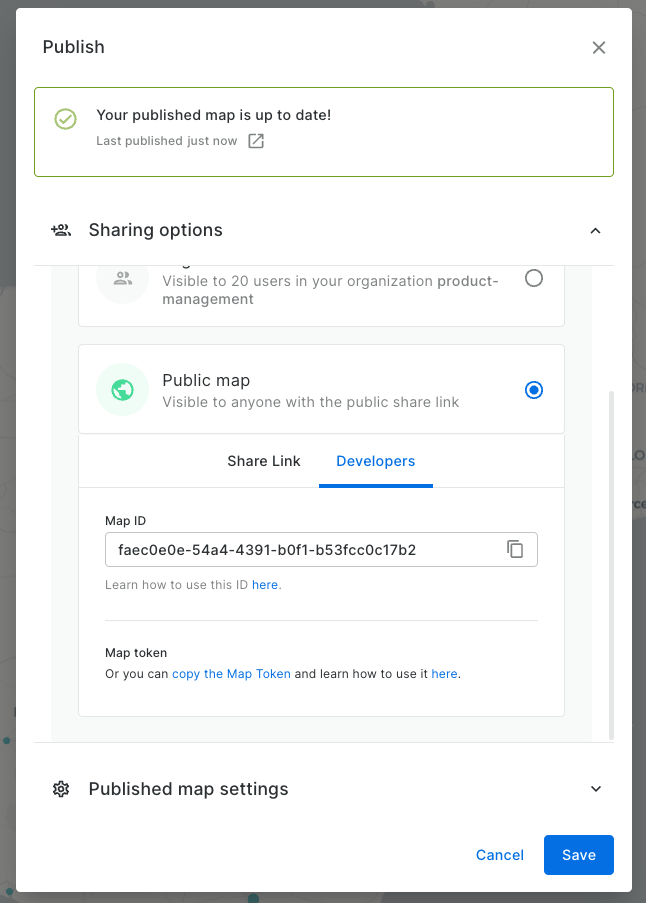 Publish
Your published map is up to date!
Last published just now
Sharing options
Visible to 20 users in your organization product-
management
Public map
Visible to anyone with the public share link
Share Link
Developers
Map ID
faec0e0e-54a4-4391-b0f1-b53fcc0c17b2
Learn how to use this ID here.
Map token
Or you can copy the Map Token and learn how to use it here.
Published map settings
Cancel
Save